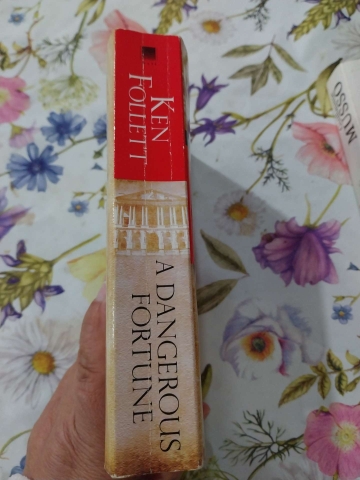 KEN
FOLLETT
A DANGEROUS
FORTUNE
MUSSO